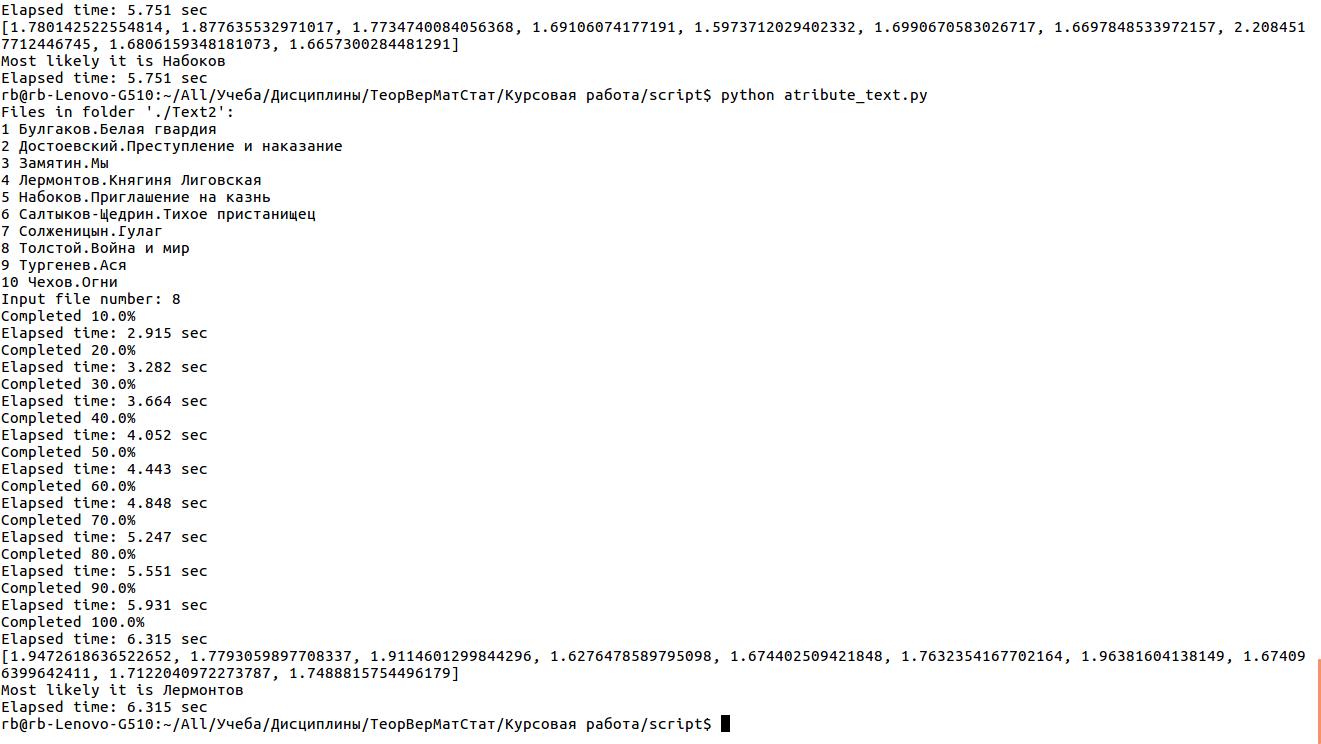 Elapsed time: 5.751 sec
[1.780142522554814, 1.877635532971017, 1.7734740084056368, 1.69106074177191, 1.5973712029402332, 1.6990670583026717, 1.6697848533972157, 2.208451
7712446745, 1.6806159348181073, 1.6657300284481291]
Most likely it is Набоков
Elapsed time: 5.751 sec
rb@rb-Lenovo-G510:~/All/Учеба/Дисциплины/ТеорВерМатСтат/Курсовая работа/script$ python atribute_text.py
Files in folder './Text2':
1 Булгаков.Белая гвардия
2 Достоевский.Преступление и наказание
3 Замятин.Мы
4 Лермонтов.Княгиня Лиговская
5 Набоков.Приглашение на казнь
6 Салтыков-Щедрин.Тихое пристанищец
7 Солженицын.Гулаг
8 Толстой.Война и мир
9 Тургенев.Ася
10 Чехов.Огни
Input file number: 8
Completed 10.0%
Elapsed time: 2.915 sec
Completed 20.0%
Elapsed time: 3.282 sec
Completed 30.0%
Elapsed time: 3.664 sec
Completed 40.0%
Elapsed time: 4.052 sec
Completed 50.0%
Elapsed time: 4.443 sec
Completed 60.0%
Elapsed time: 4.848 sec
Completed 70.0%
Elapsed time: 5.247 sec
Completed 80.0%
Elapsed time: 5.551 sec
Completed 90.0%
Elapsed time: 5.931 sec
Completed 100.0%
Elapsed time: 6.315 sec
[1.9472618636522652, 1.7793059897708337, 1.9114601299844296, 1.6276478589795098, 1.674402509421848, 1.7632354167702164, 1.96381604138149, 1.67409
6399642411, 1.7122040972273787, 1.7488815754496179]
Most likely it is Лермонтов
Elapsed time: 6.315 sec
rb@rb-Lenovo-G510:~/All/Учеба/Дисциплины/ТеорВерМатСтат/Курсовая работа/script$